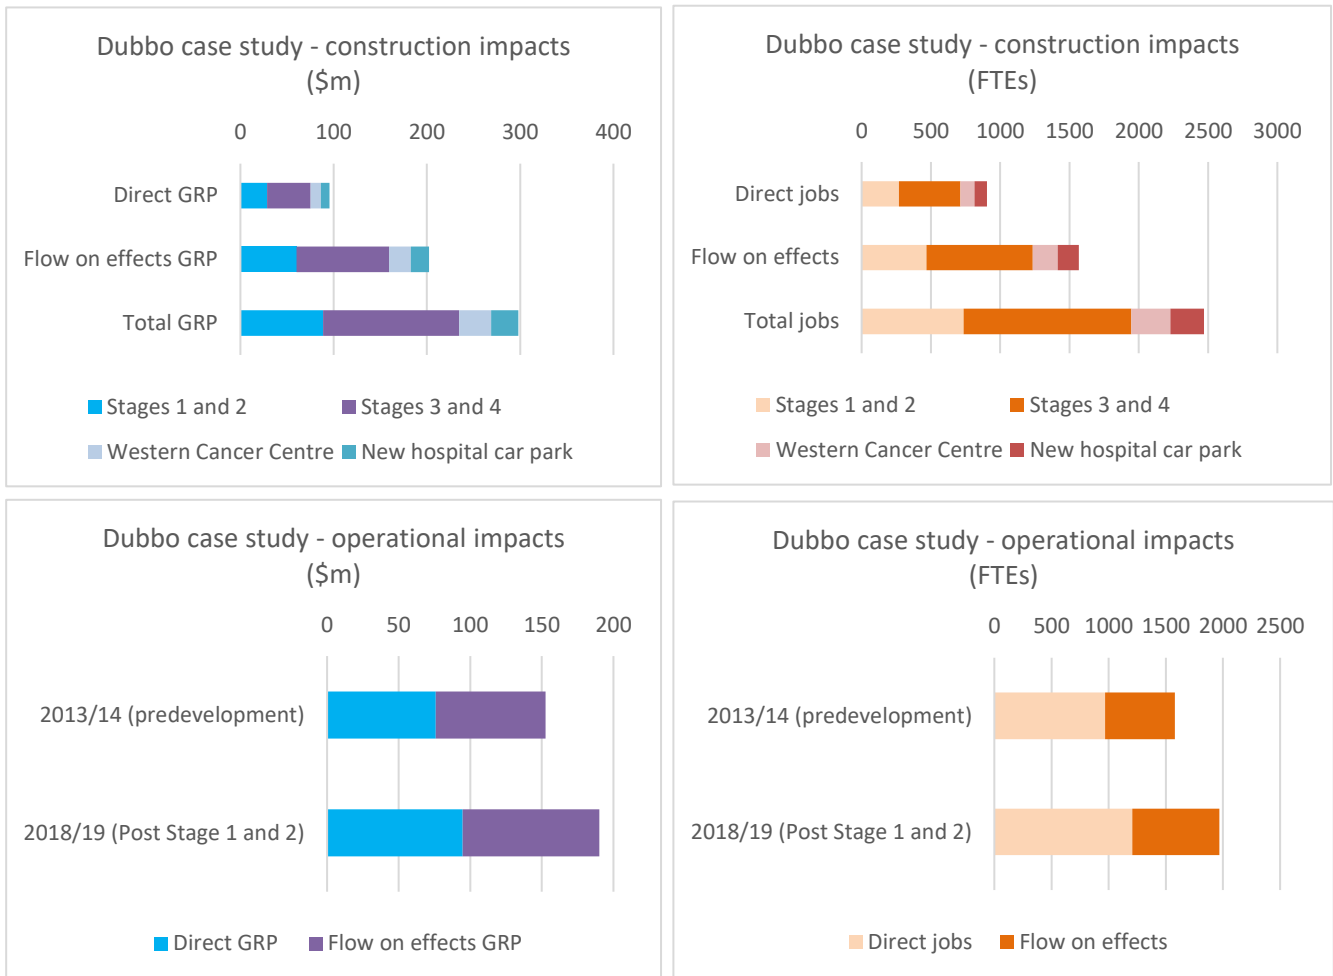 Dubbo case study - construction impacts
($m)
0 100 200 300 400
Direct GRP
Flow on effects GRP
Total GRP
Stages 1 and 2 Stages 3 and 4
Western Cancer Centre New hospital car park
Dubbo case study - construction impacts
(FTEs)
0 500 1000 1500 2000 2500 3000
Direct jobs
Flow on effects
Total jobs
Stages 1 and 2 Stages 3 and 4
Western Cancer Centre New hospital car park
Dubbo case study - operational impacts
($m)
0 50 100 150 200
2013/14 (predevelopment)
2018/19 (Post Stage 1 and 2)
Direct GRP Flow on effects GRP
Dubbo case study - operational impacts
(FTEs)
0 500 1000 1500 2000 2500
2013/14 (predevelopment)
2018/19 (Post Stage 1 and 2)
Direct jobs Flow on effects